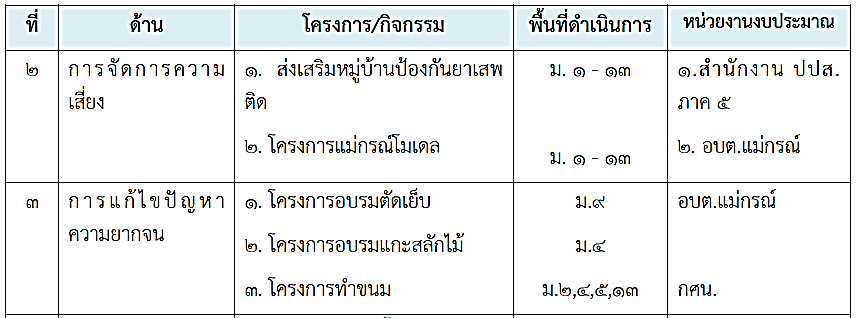 ที่ ด้าน โครงการ/กิจกรรม พื้นที่ดำเนินการ หน่วยงานงบประมาณ
๒ การจัดการความ ๑. ส่งเสริมหมู่บ้านป้องกันยาเสพ ม. ๑ - ๑๓ ๑.สำนักงาน ปปส.
เสี่ยง ติด ภาค ๕
๒. โครงการแม่กรณ์โมเดล ม. ๑ - ๑๓ ๒. อบต.แม่กรณ์
๓ การแก้ไขปัญหา ๑. โครงการอบรมตัดเย็บ ม.๙ อบต.แม่กรณ์
ความยากจน ๒. โครงการอบรมแกะสลักไม้ ม.๔
๓. โครงการทำขนม ม.๒,๔,๕,๑๓ กศน.